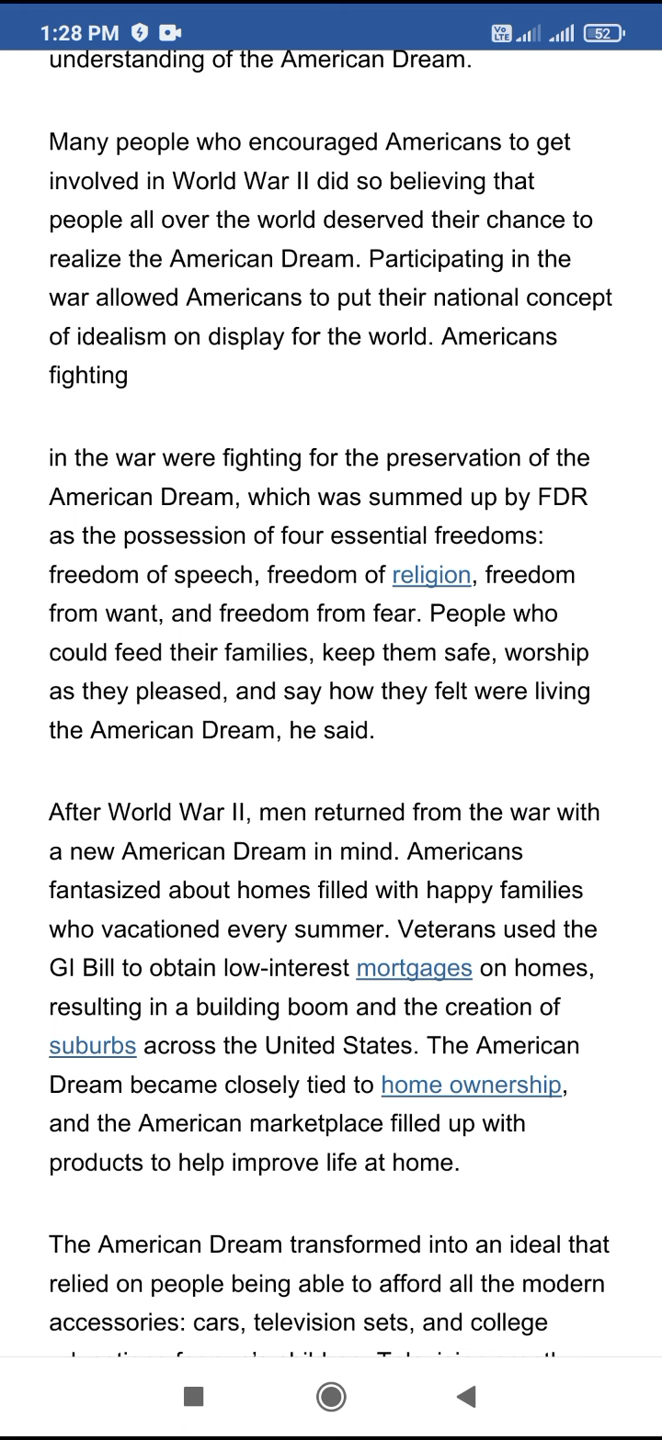 1:28 PM
Vo LTE 52
understanding of the American Dream.
Many people who encouraged Americans to get
involved in World War II did so believing that
people all over the world deserved their chance to
realize the American Dream. Participating in the
war allowed Americans to put their national concept
of idealism on display for the world. Americans
fighting
in the war were fighting for the preservation of the
American Dream, which was summed up by FDR
as the possession of four essential freedoms:
freedom of speech, freedom of religion, freedom
from want, and freedom from fear. People who
could feed their families, keep them safe, worship
as they pleased, and say how they felt were living
the American Dream, he said.
After World War II, men returned from the war with
a new American Dream in mind. Americans
fantasized about homes filled with happy families
who vacationed every summer. Veterans used the
GI Bill to obtain low-interest mortgages on homes,
resulting in a building boom and the creation of
suburbs across the United States. The American
Dream became closely tied to home ownership,
and the American marketplace filled up with
products to help improve life at home.
The American Dream transformed into an ideal that
relied on people being able to afford all the modern
accessories: cars, television sets, and college